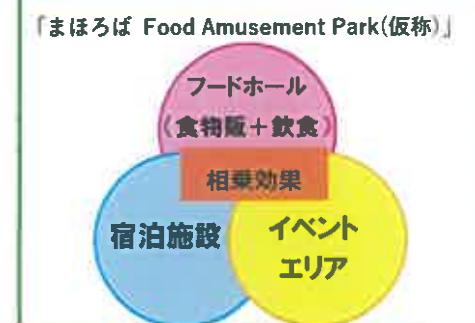 「まほろば Food Amusement Park(仮称)」
フードホール
(食物販+飲食)
相乗効果
宿泊施設
イベント
エリア